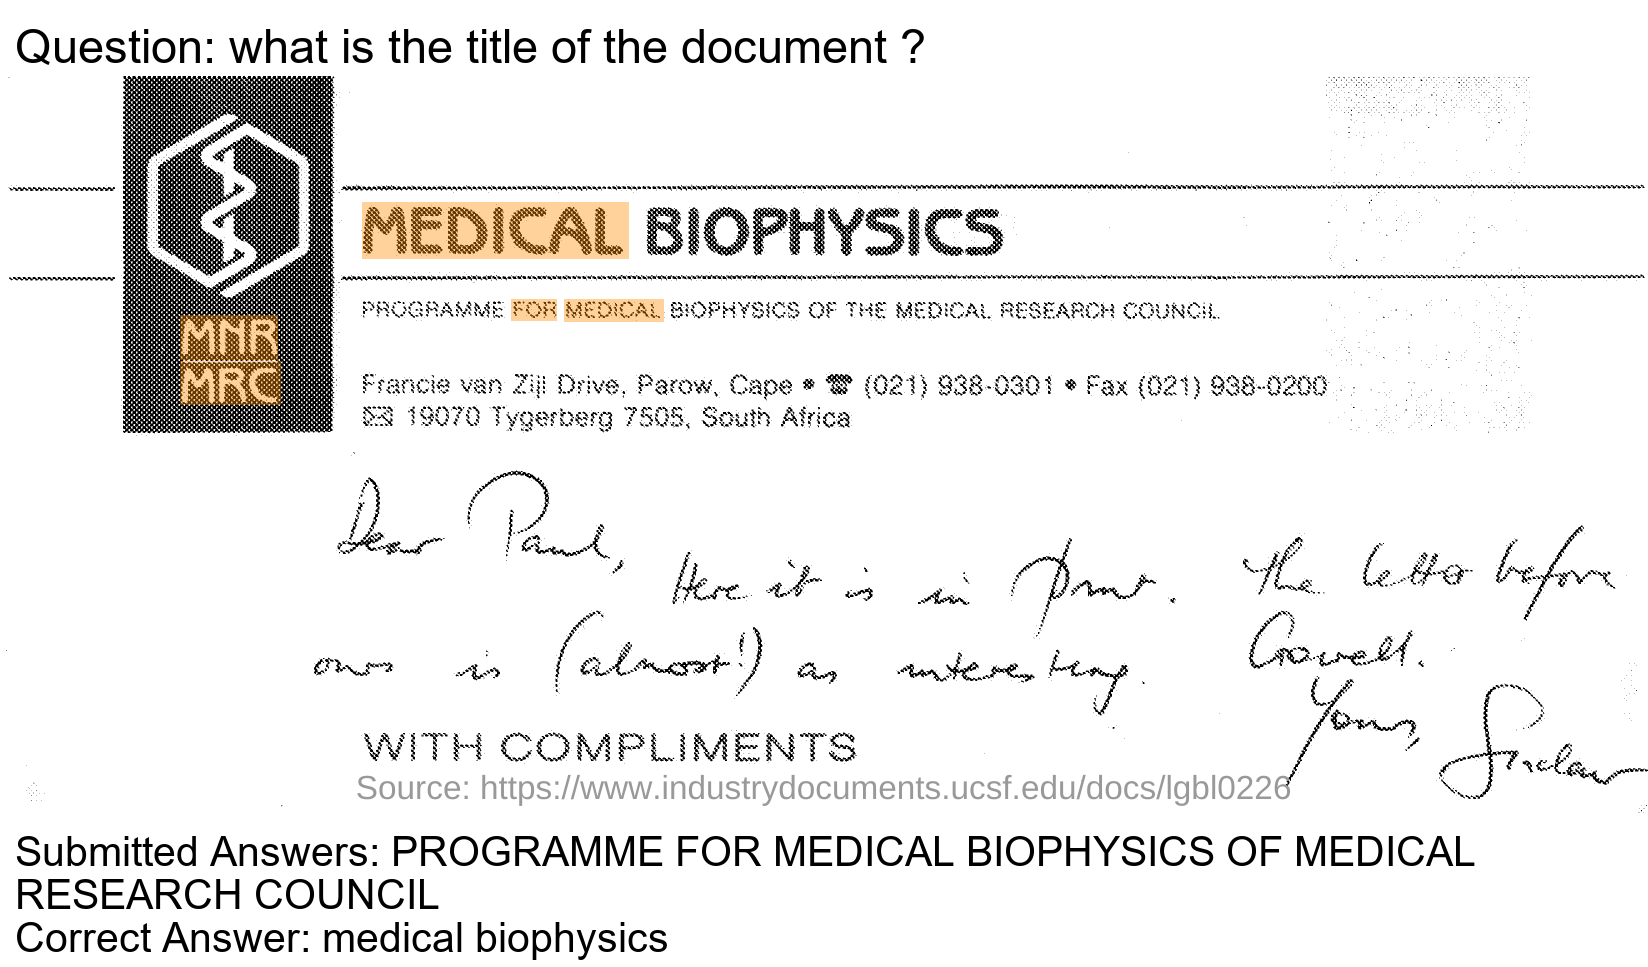 Question: what is the title of the document ?
MEDICAL BIOPHYSICS
PROGRAMME FOR MEDICAL BIOPHYSICS OF THE MEDICAL RESEARCH COUNCIL
MNR
MRC
Francie van Zijl Drive, Parow, Cape • ☎ (021) 938-0301 • Fax (021) 938-0200
✉ 19070 Tygerberg 7505, South Africa
Dear Paul,
Here it is in print. The letter before
ours is (almost!) as interesting. Crowell.
Yours, Sinclair
WITH COMPLIMENTS
Source: https://www.industrydocuments.ucsf.edu/docs/lgbl0226
Submitted Answers: PROGRAMME FOR MEDICAL BIOPHYSICS OF MEDICAL
RESEARCH COUNCIL
Correct Answer: medical biophysics